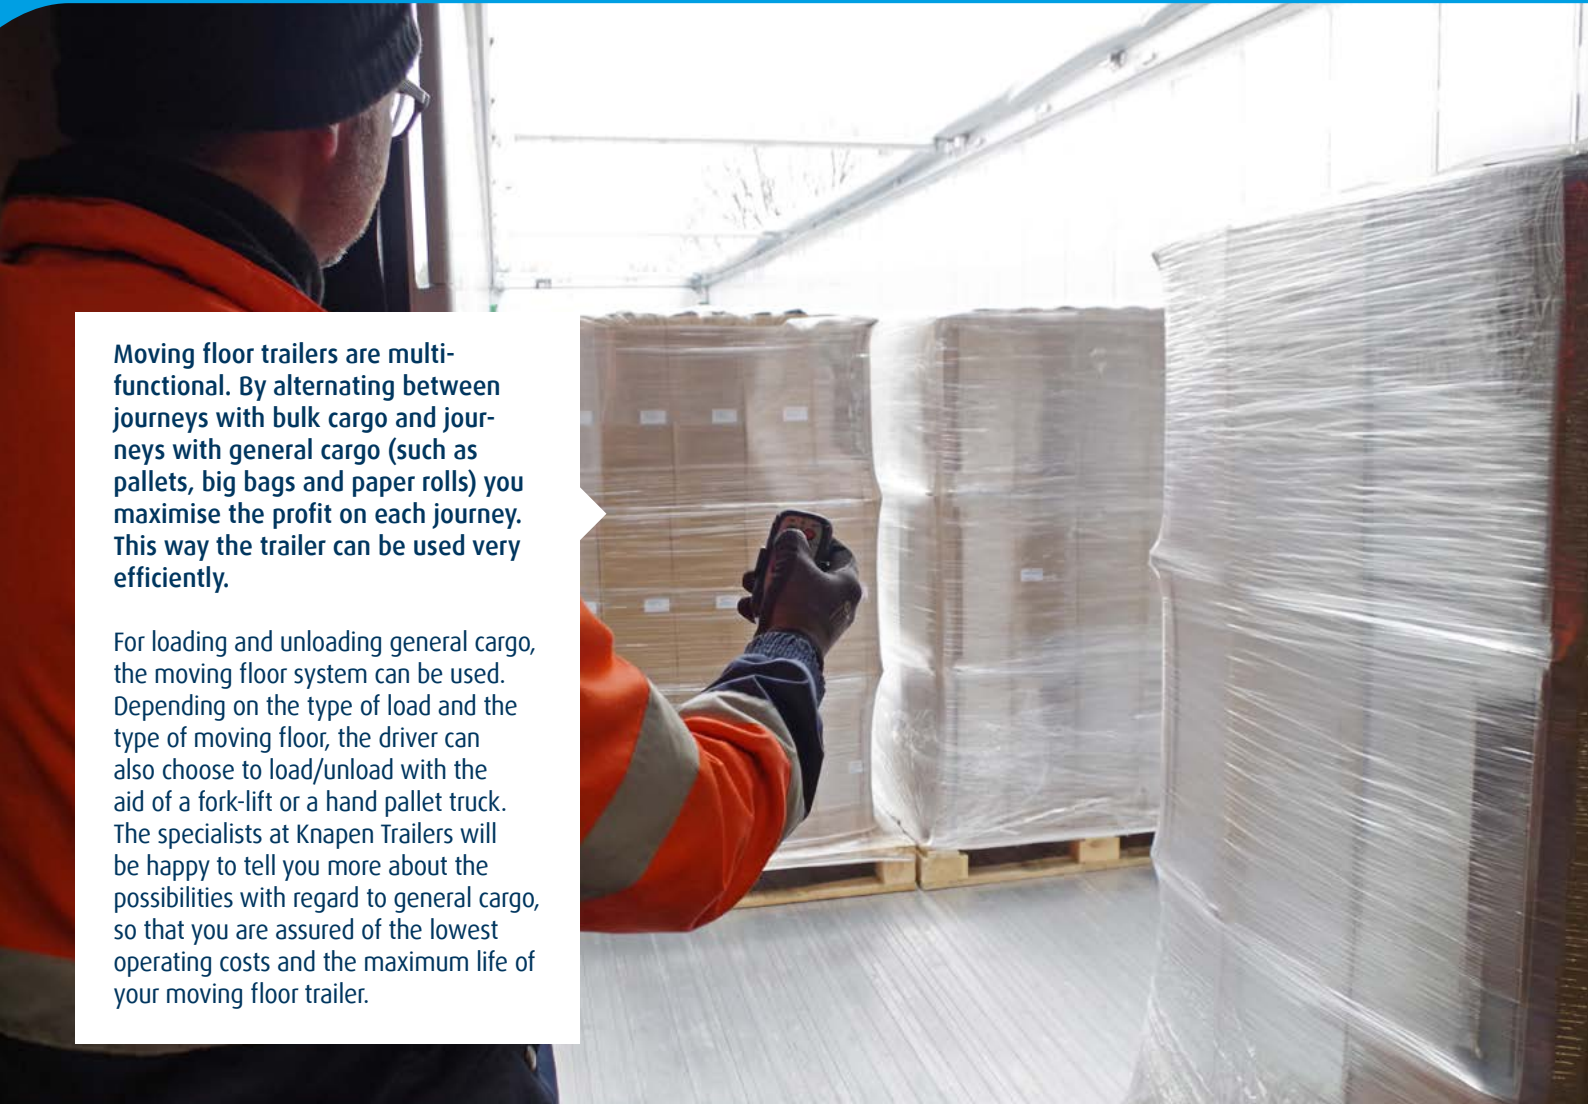 Moving floor trailers are multi-
functional. By alternating between
journeys with bulk cargo and jour-
neys with general cargo (such as
pallets, big bags and paper rolls) you
maximise the profit on each journey.
This way the trailer can be used very
efficiently.
For loading and unloading general cargo,
the moving floor system can be used.
Depending on the type of load and the
type of moving floor, the driver can
also choose to load/unload with the
aid of a fork-lift or a hand pallet truck.
The specialists at Knapen Trailers will
be happy to tell you more about the
possibilities with regard to general cargo,
so that you are assured of the lowest
operating costs and the maximum life of
your moving floor trailer.